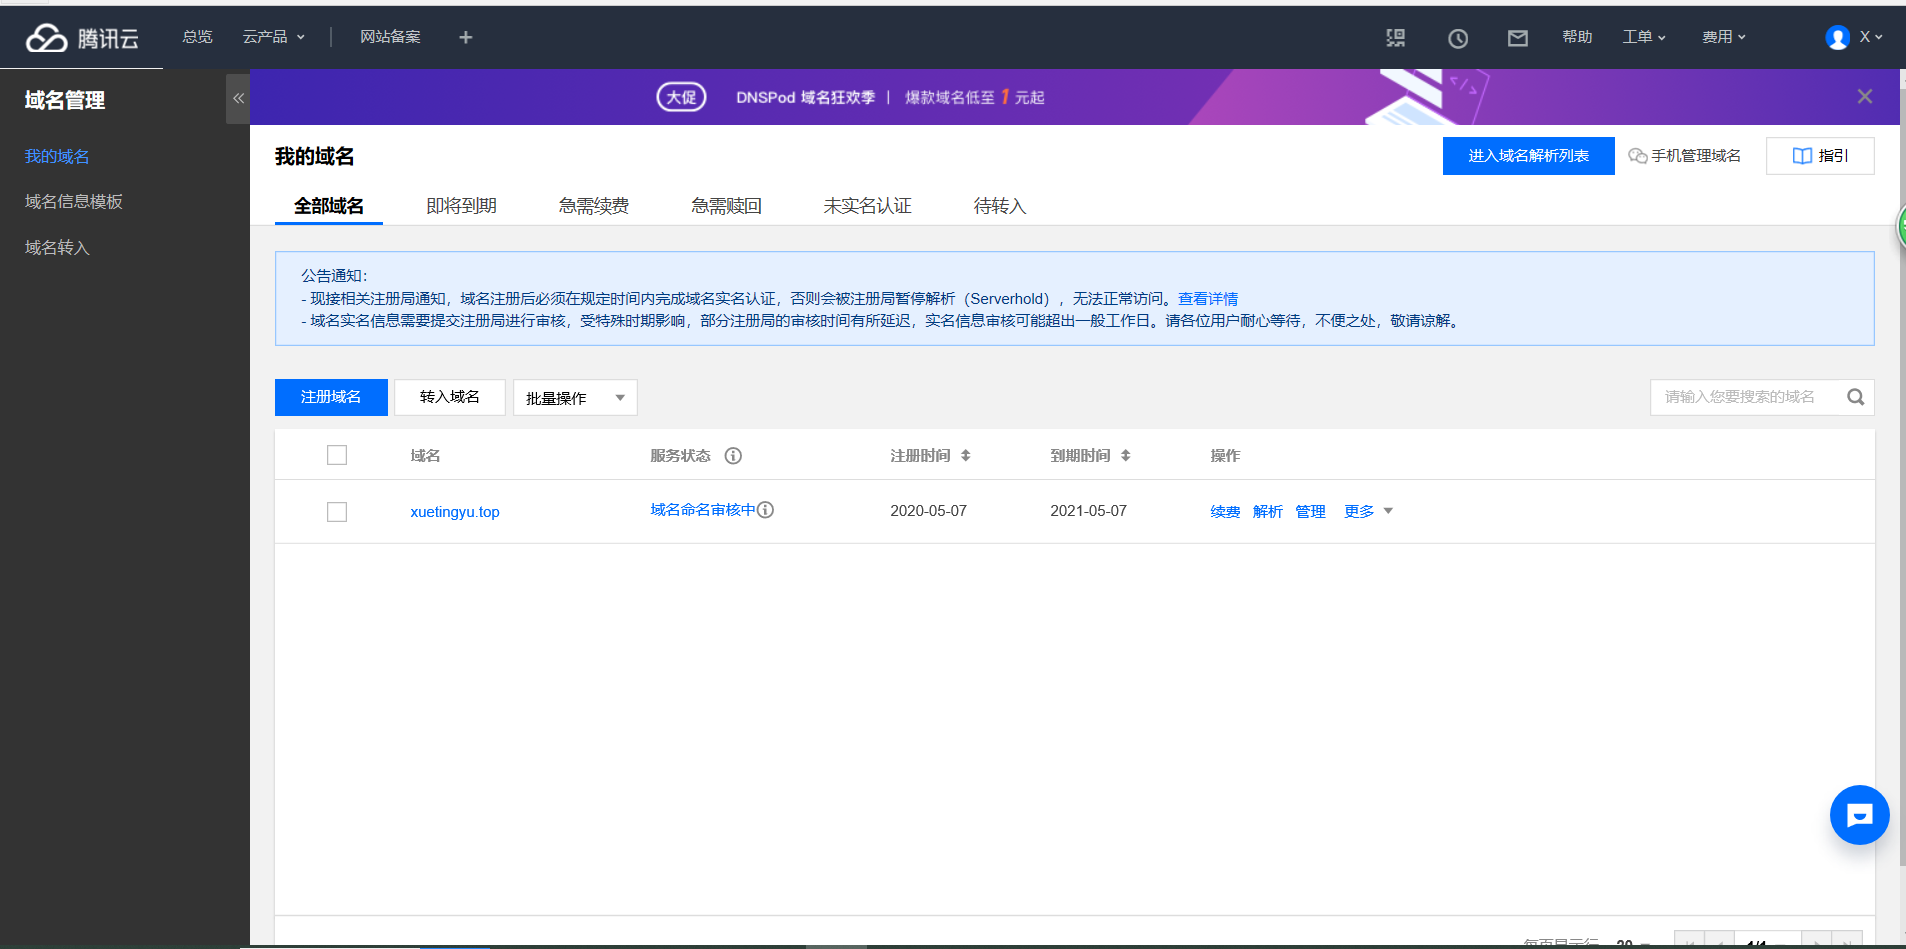 腾讯云 总览 云产品 网站备案 + 帮助 工单 费用 X
域名管理
我的域名
域名信息模板
域名转入
大促 DNSPod 域名狂欢季 | 爆款域名低至 1 元起
我的域名
进入域名解析列表 手机管理域名 指引
全部域名 即将到期 急需续费 急需赎回 未实名认证 待转入
公告通知：
- 现接相关注册局通知，域名注册后必须在规定时间内完成域名实名认证，否则会被注册局暂停解析（Serverhold），无法正常访问。查看详情
- 域名实名信息需要提交注册局进行审核，受特殊时期影响，部分注册局的审核时间有所延迟，实名信息审核可能超出一般工作日。请各位用户耐心等待，不便之处，敬请谅解。
注册域名 转入域名 批量操作 请输入您要搜索的域名
域名 服务状态 注册时间 到期时间 操作
xuetingyu.top 域名命名审核中 2020-05-07 2021-05-07 续费 解析 管理 更多
每页显示行 20 1/1